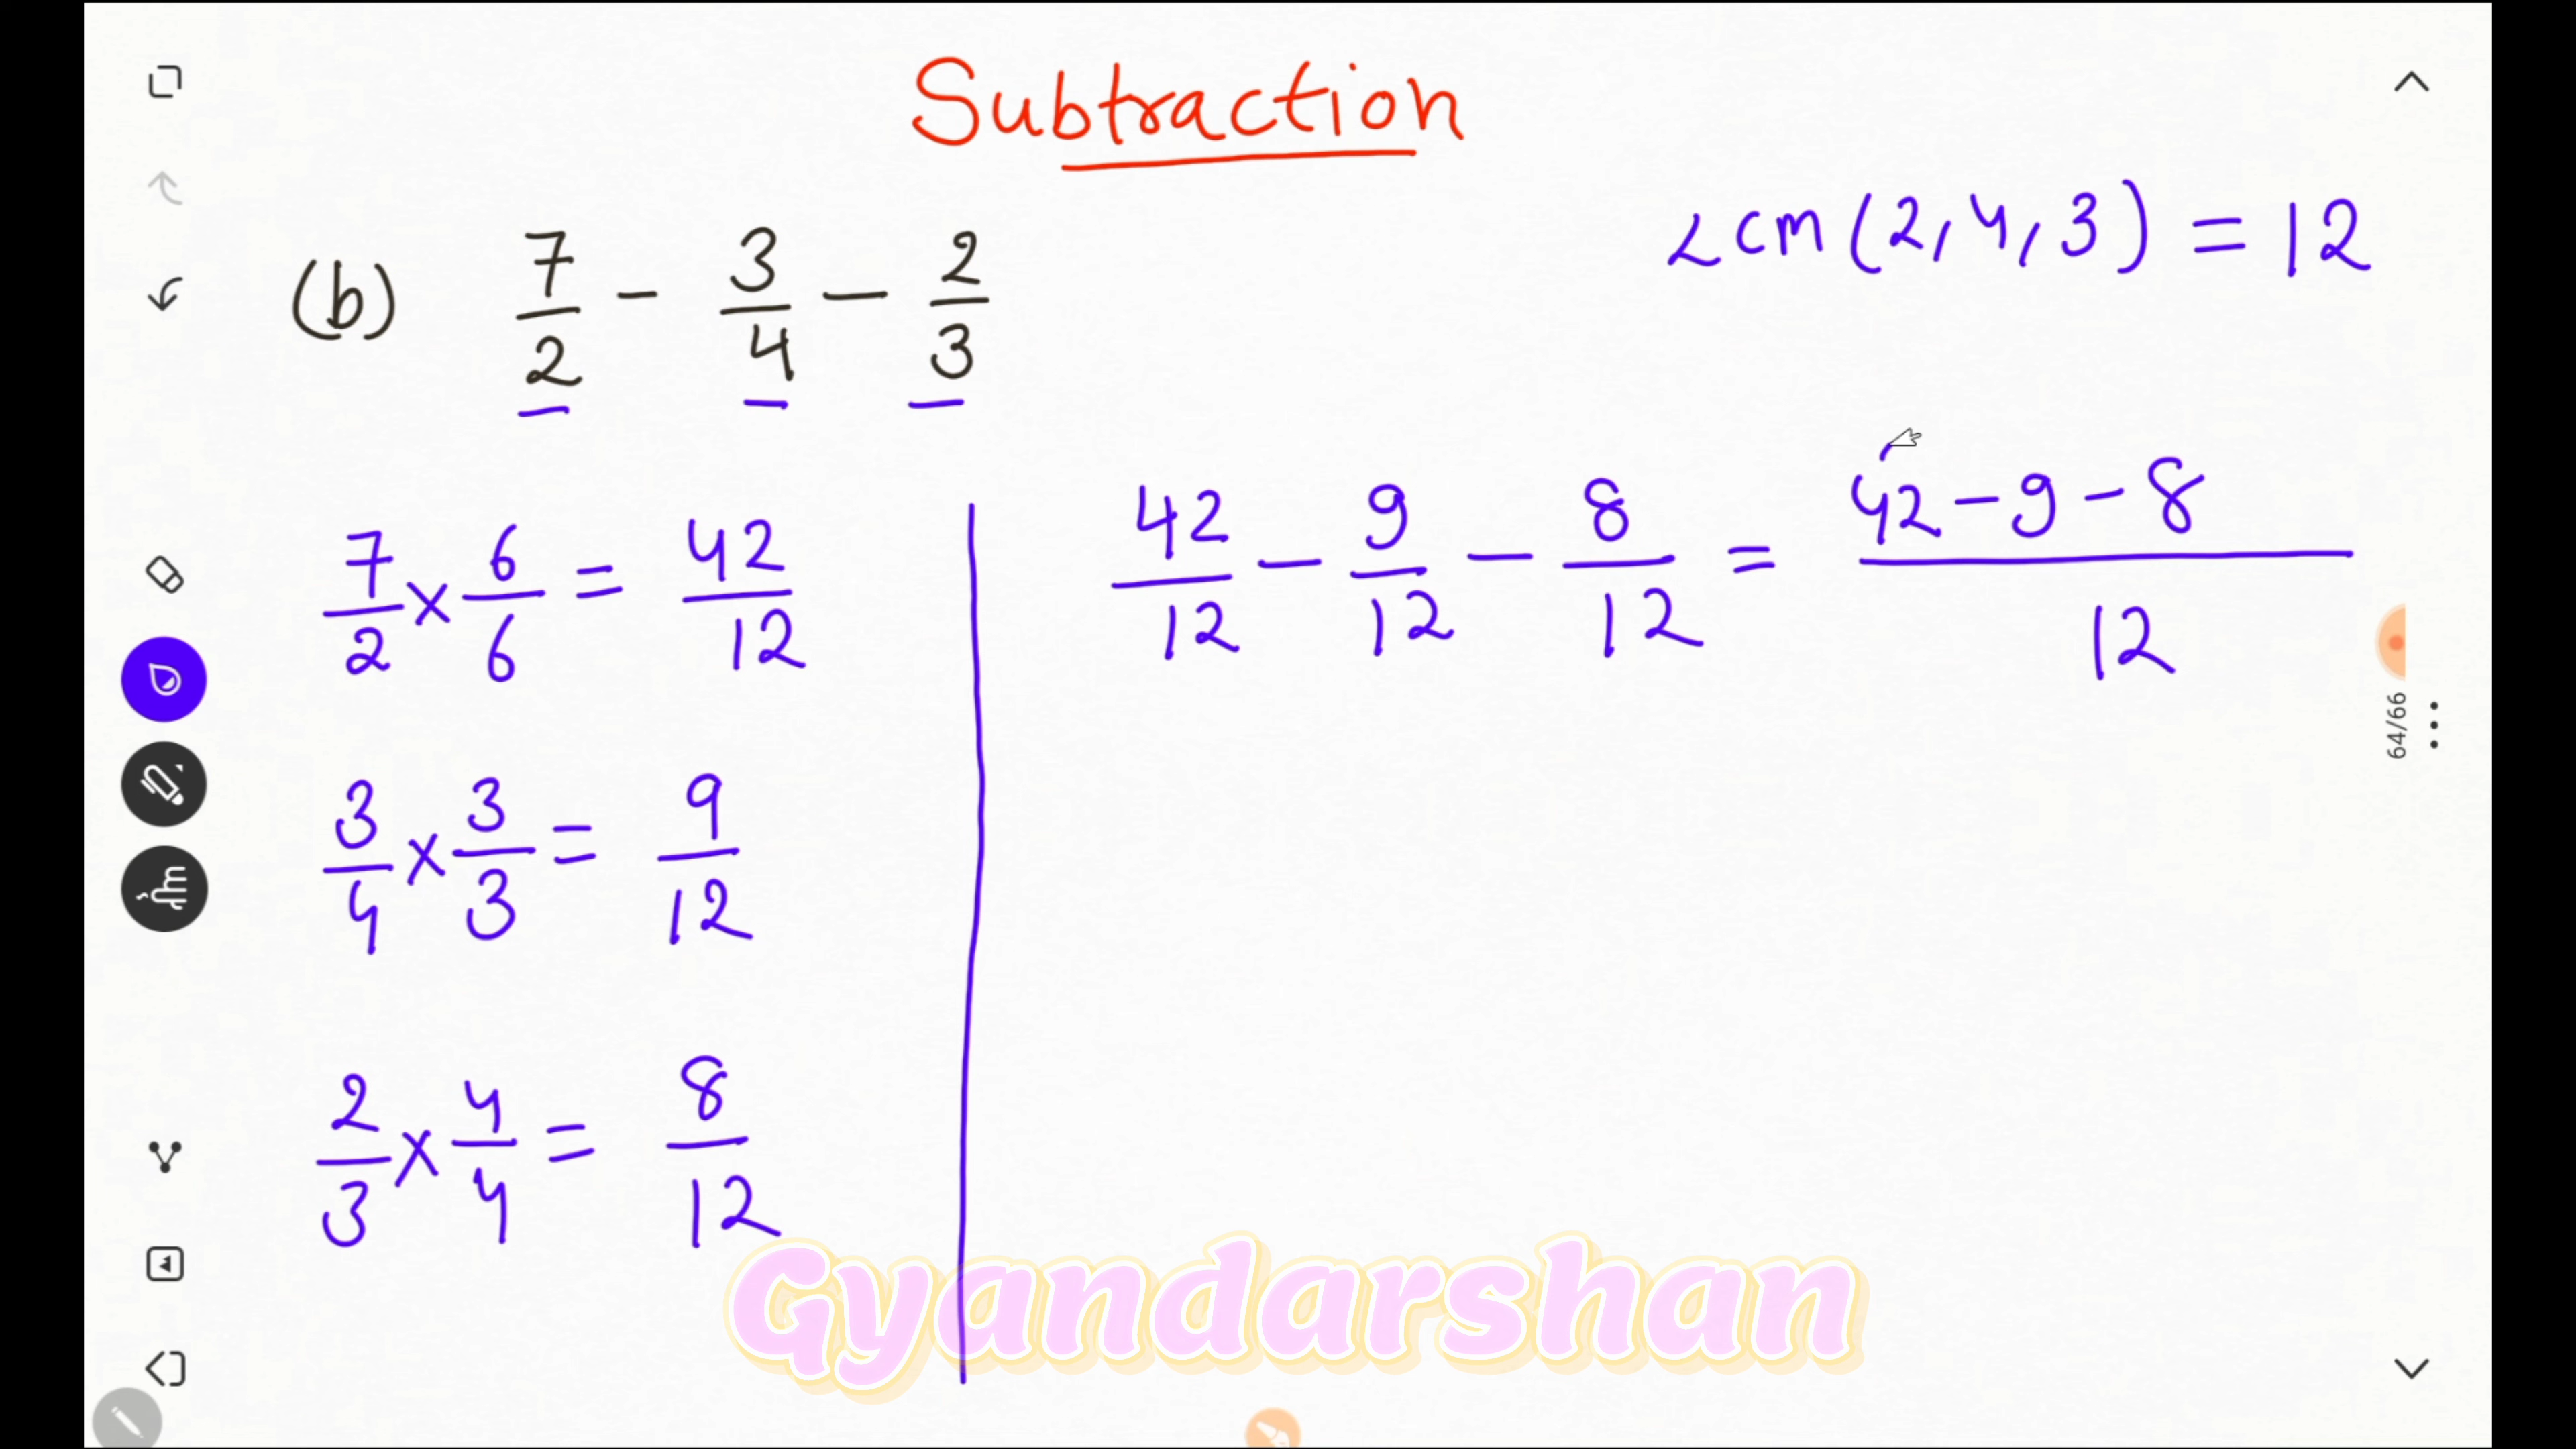 Subtraction
LCM (2, 4, 3) = 12
(b) 7/2 - 3/4 - 2/3
7/2 × 6/6 = 42/12
42/12 - 9/12 - 8/12 = 42-9-8/12
3/4 × 3/3 = 9/12
2/3 × 4/4 = 8/12
64/66
Gyandarshan